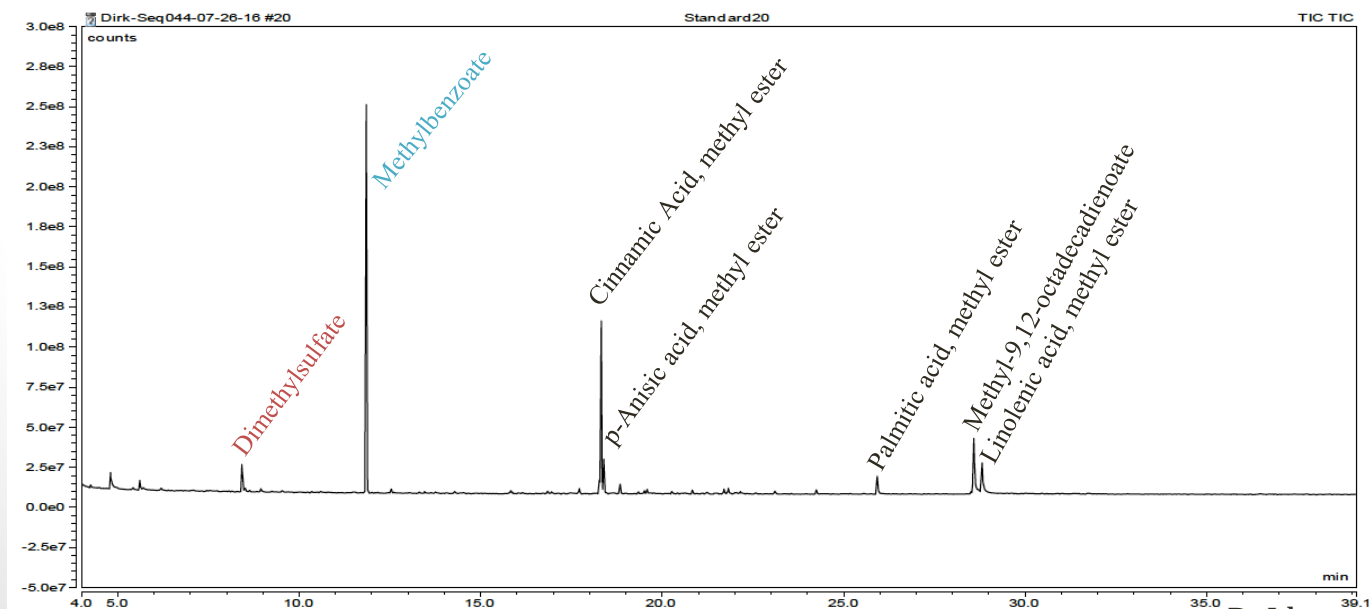 Dirk-Seq044-07-26-16 #20
Standard20
TIC TIC
counts
3.0e8
2.8e8
2.5e8
2.3e8
2.0e8
1.8e8
1.5e8
1.3e8
1.0e8
7.5e7
5.0e7
2.5e7
0.0e0
-2.5e7
-5.0e7
Dimethylsulfate
Methylbenzoate
Cinnamic Acid, methyl ester
p-Anisic acid, methyl ester
Palmitic acid, methyl ester
Methyl-9,12-octadecadienoate
Linolenic acid, methyl ester
min
4.0 5.0 10.0 15.0 20.0 25.0 30.0 35.0 39.1